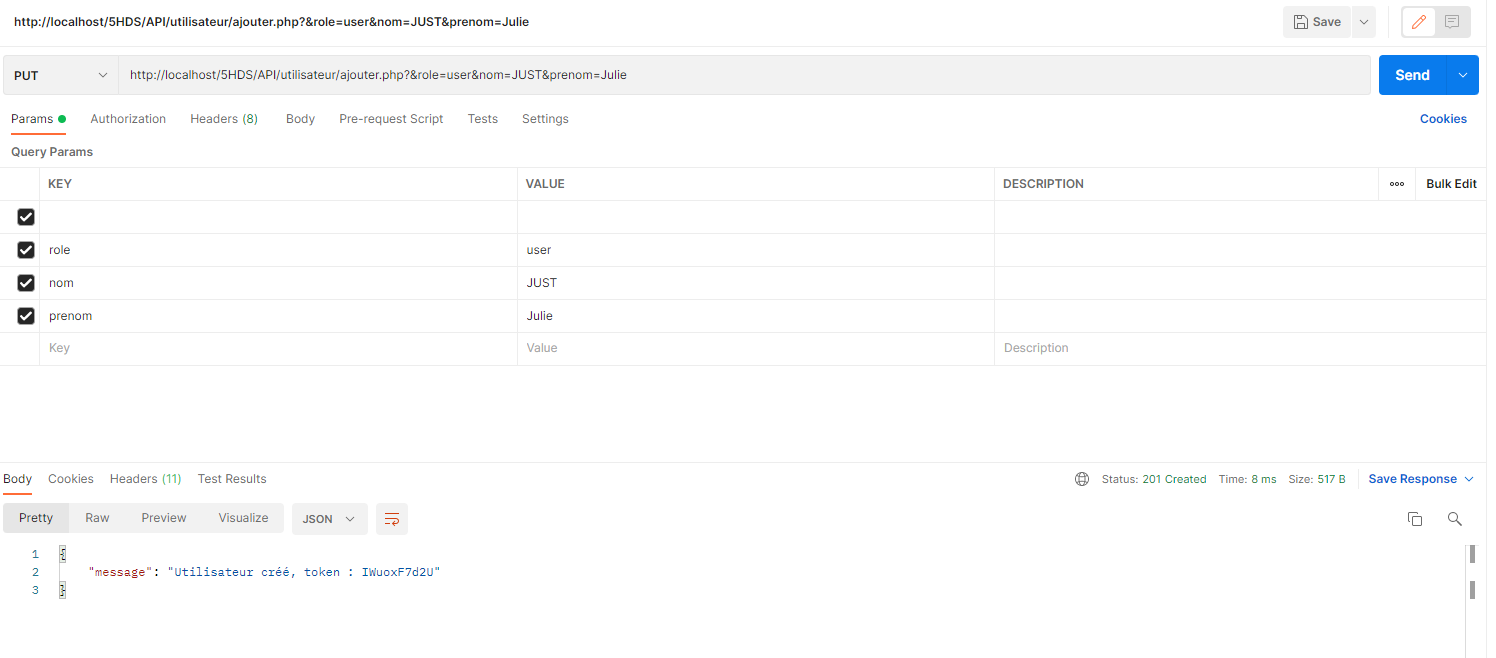 http://localhost/5HDS/API/utilisateur/ajouter.php?&role=user&nom=JUST&prenom=Julie Save
PUT http://localhost/5HDS/API/utilisateur/ajouter.php?&role=user&nom=JUST&prenom=Julie Send
Params Authorization Headers (8) Body Pre-request Script Tests Settings Cookies
Query Params
KEY VALUE DESCRIPTION Bulk Edit
role user
nom JUST
prenom Julie
Key Value Description
Body Cookies Headers (11) Test Results Status: 201 Created Time: 8 ms Size: 517 B Save Response
Pretty Raw Preview Visualize JSON
1 {
2 "message": "Utilisateur créé, token : IWuoxF7d2U"
3 }